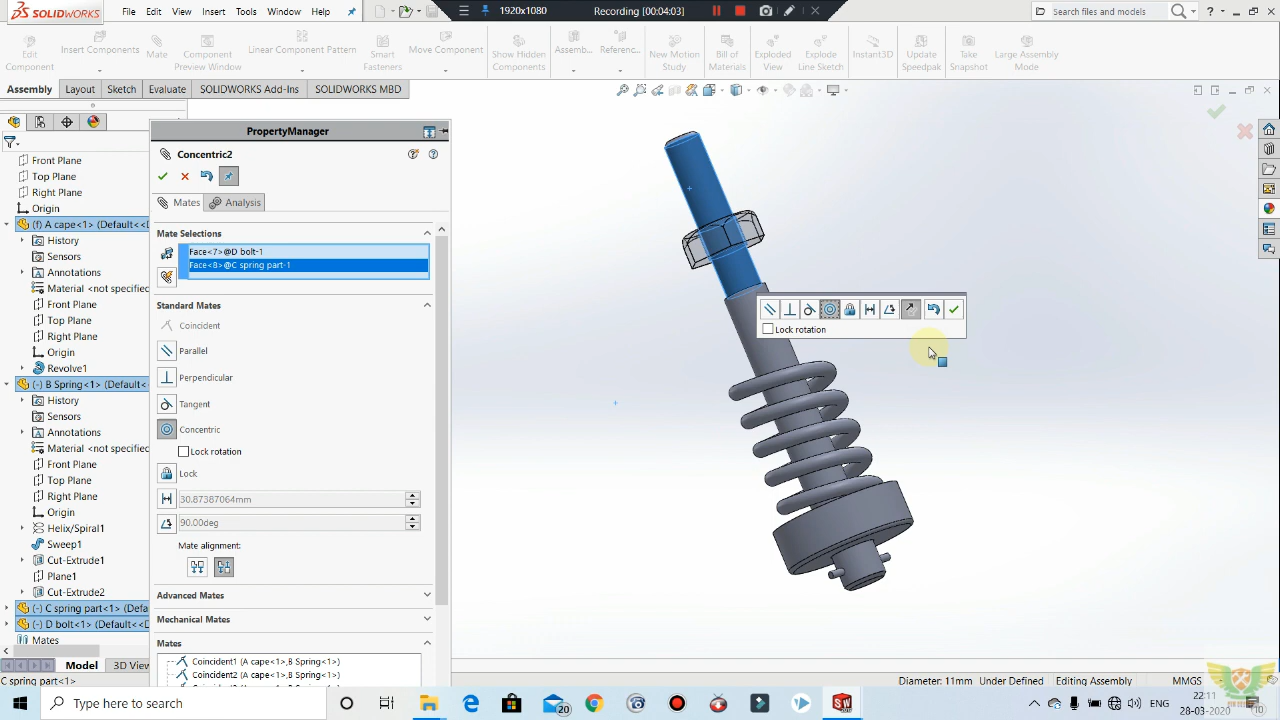 SOLIDWORKS
File
Edit
View
Insert
Tools
Window
Help
1920x1080
Recording [00:04:03]
Search files and models
Edit
Component
Insert Components
Mate
Component
Preview Window
Linear Component Pattern
Smart
Fasteners
Move Component
Show Hidden
Components
Assemb...
Referenc...
New Motion
Study
Bill of
Materials
Exploded
View
Explode
Line Sketch
Instant3D
Update
Speedpak
Take
Snapshot
Large Assembly
Mode
Assembly
Layout
Sketch
Evaluate
SOLIDWORKS Add-Ins
SOLIDWORKS MBD
Front Plane
Top Plane
Right Plane
Origin
(f) A cape<1> (Default<<D
History
Sensors
Annotations
Material <not specified
Front Plane
Top Plane
Right Plane
Origin
Revolve1
(-) B Spring<1> (Default<
History
Sensors
Annotations
Material <not specified
Front Plane
Top Plane
Right Plane
Origin
Helix/Spiral1
Sweep1
Cut-Extrude1
Plane1
Cut-Extrude2
(-) C spring part<1> (Defa
(-) D bolt<1> (Default<<D
Mates
PropertyManager
Concentric2
Mates
Analysis
Mate Selections
Face<7>@D bolt-1
Face<8>@C spring part-1
Standard Mates
Coincident
Parallel
Perpendicular
Tangent
Concentric
Lock rotation
Lock
30.87387064mm
90.00deg
Mate alignment:
Advanced Mates
Mechanical Mates
Mates
Coincident1 (A cape<1>,B Spring<1>)
Coincident2 (A cape<1>,B Spring<1>)
Lock rotation
Model
3D Vie
C spring part<1>
Diameter: 11mm
Under Defined
Editing Assembly
MMGS
Type here to search
20
ENG
22:11
28-03-2020
10